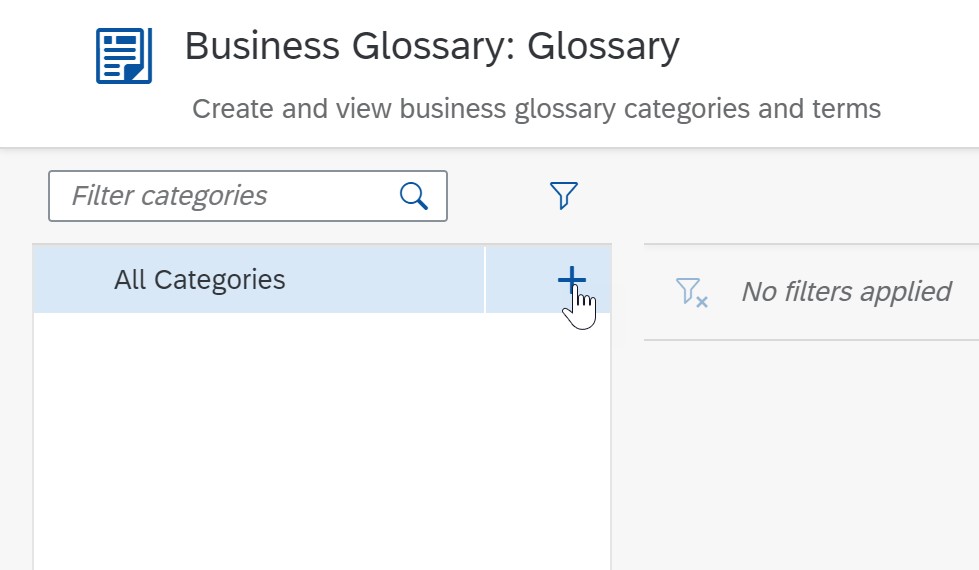 Business Glossary: Glossary
Create and view business glossary categories and terms
Filter categories
All Categories
No filters applied